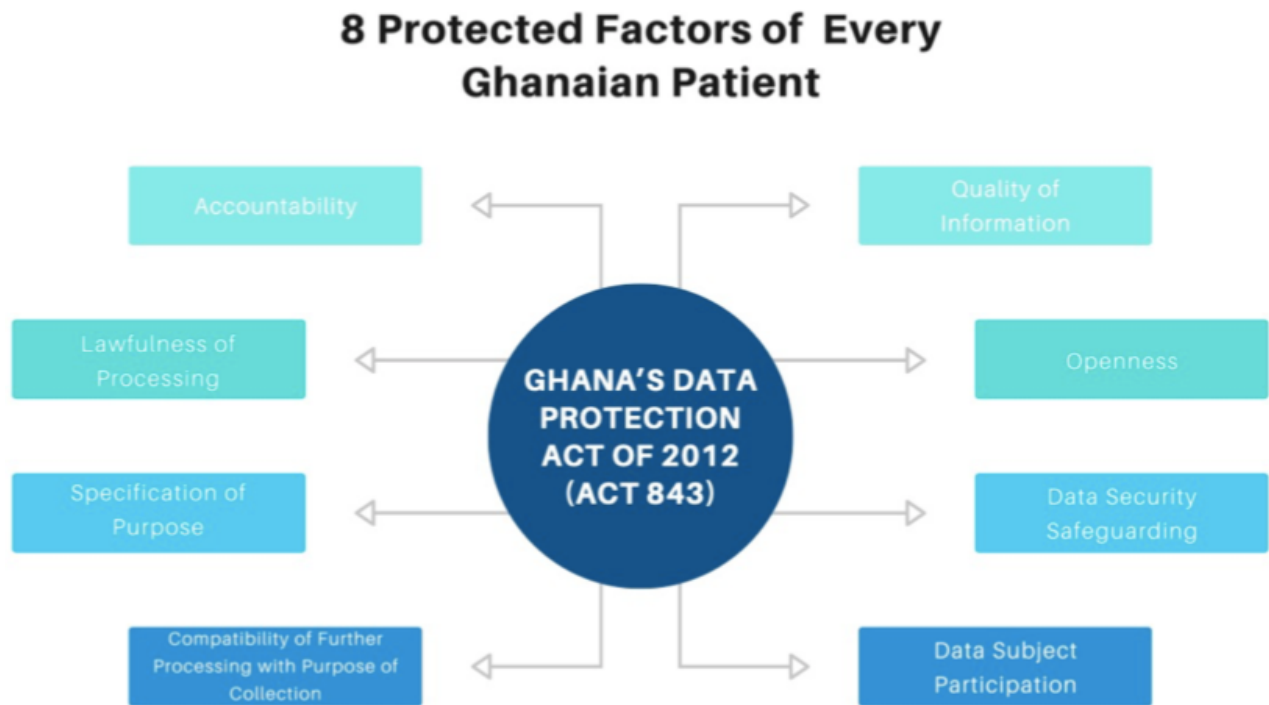 8 Protected Factors of Every
Ghanaian Patient
Accountability
Quality of
Information
Lawfulness of
Processing
Openness
GHANA’S DATA
PROTECTION
ACT OF 2012
(ACT 843)
Specification of
Purpose
Data Security
Safeguarding
Compatibility of Further
Processing with Purpose of
Collection
Data Subject
Participation